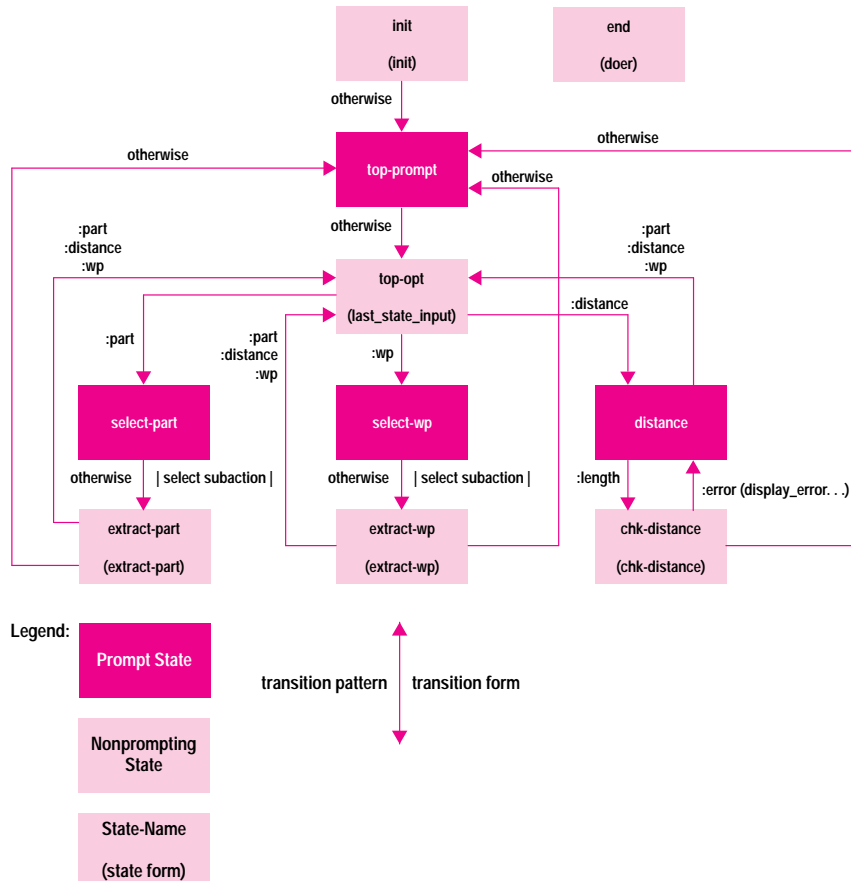 init
(init)
end
(doer)
otherwise
otherwise
otherwise
top-prompt
otherwise
otherwise
:part
:distance
:wp
:part
:distance
:wp
top-opt
(last_state_input)
:distance
:part
:part
:distance
:wp
:wp
select-part
select-wp
distance
otherwise
| select subaction |
otherwise
| select subaction |
:length
:error (display_error. . .)
extract-part
(extract-part)
extract-wp
(extract-wp)
chk-distance
(chk-distance)
Legend:
Prompt State
transition pattern
transition form
Nonprompting
State
State-Name
(state form)